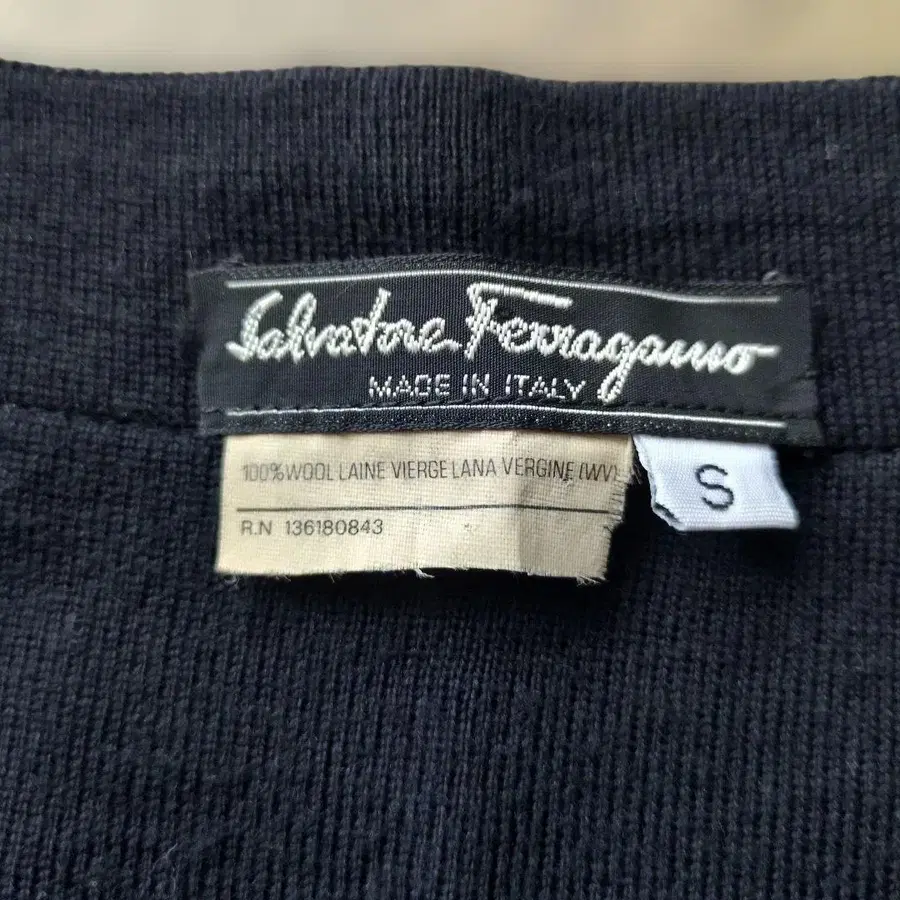 Salvatore Ferragamo
MADE IN ITALY
100% WOOL LAINE VIERGE LANA VERGINE (WV)
S
R.N 136180843